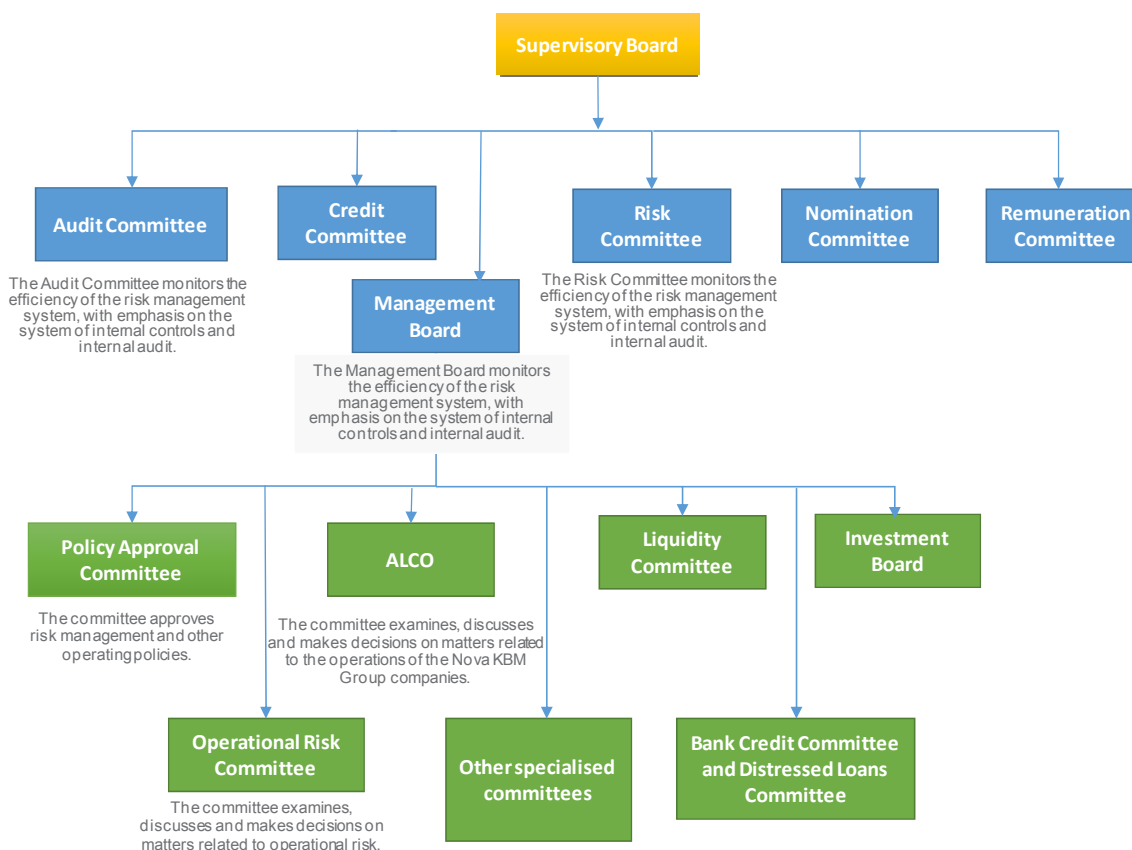 Supervisory Board
Audit Committee
The Audit Committee monitors the
efficiency of the risk management
system, with emphasis on the
system of internal controls and
internal audit.
Credit
Committee
Management
Board
The Management Board monitors
the efficiency of the risk
management system, with
emphasis on the system of internal
controls and internal audit.
Risk
Committee
The Risk Committee monitors the
efficiency of the risk management
system, with emphasis on the
system of internal controls and
internal audit.
Nomination
Committee
Remuneration
Committee
Policy Approval
Committee
The committee approves
risk management and other
operating policies.
ALCO
The committee examines, discusses
and makes decisions on matters related
to the operations of the Nova KBM
Group companies.
Liquidity
Committee
Investment
Board
Operational Risk
Committee
The committee examines,
discusses and makes decisions on
matters related to operational risk.
Other specialised
committees
Bank Credit Committee
and Distressed Loans
Committee